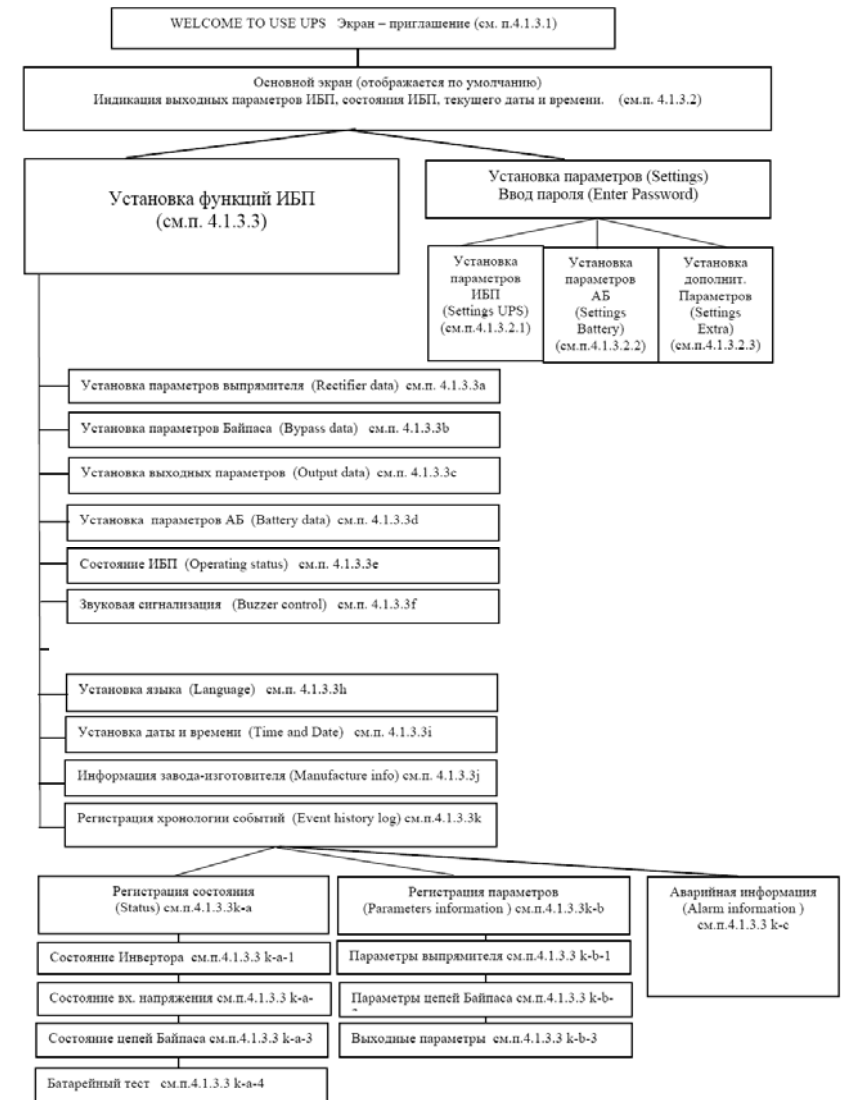 WELCOME TO USE UPS Экран – приглашение (см. п.4.1.3.1)
Основной экран (отображается по умолчанию)
Индикация выходных параметров ИБП, состояния ИБП, текущего даты и времени. (см.п. 4.1.3.2)
Установка функций ИБП
(см.п. 4.1.3.3)
Установка параметров (Settings)
Ввод пароля (Enter Password)
Установка
параметров
ИБП
(Settings UPS)
(см.п.4.1.3.2.1)
Установка
параметров
АБ
(Settings
Battery)
(см.п.4.1.3.2.2)
Установка
дополнит.
Параметров
(Settings
Extra)
(см.п.4.1.3.2.3)
Установка параметров выпрямителя (Rectifier data) см.п. 4.1.3.3a
Установка параметров Байпаса (Bypass data) см.п. 4.1.3.3b
Установка выходных параметров (Output data) см.п. 4.1.3.3c
Установка параметров АБ (Battery data) см.п. 4.1.3.3d
Состояние ИБП (Operating status) см.п. 4.1.3.3e
Звуковая сигнализация (Buzzer control) см.п. 4.1.3.3f
Установка языка (Language) см.п. 4.1.3.3h
Установка даты и времени (Time and Date) см.п. 4.1.3.3i
Информация завода-изготовителя (Manufacture info) см.п. 4.1.3.3j
Регистрация хронологии событий (Event history log) см.п.4.1.3.3k
Регистрация состояния
(Status) см.п.4.1.3.3k-a
Состояние Инвертора см.п.4.1.3.3 k-a-1
Состояние вх. напряжения см.п.4.1.3.3 k-a-
Состояние цепей Байпаса см.п.4.1.3.3 k-a-3
Батарейный тест см.п.4.1.3.3 k-a-4
Регистрация параметров
(Parameters information ) см.п.4.1.3.3k-b
Параметры выпрямителя см.п.4.1.3.3 k-b-1
Параметры цепей Байпаса см.п.4.1.3.3 k-b-
Выходные параметры см.п.4.1.3.3 k-b-3
Аварийная информация
(Alarm information )
см.п.4.1.3.3 k-c